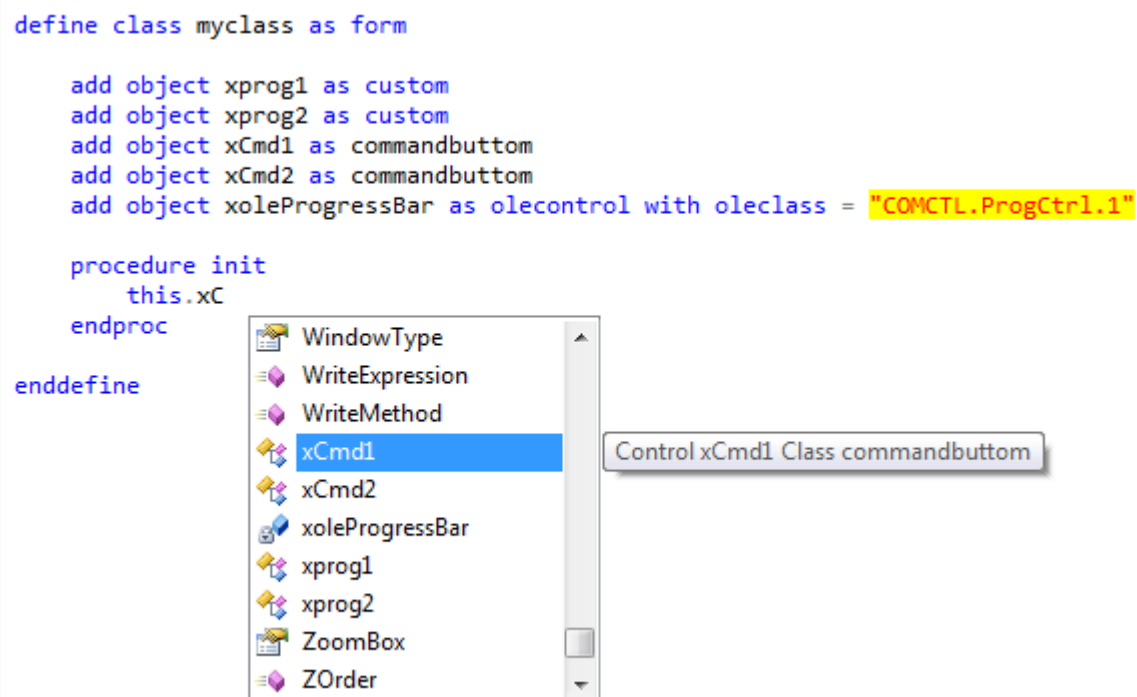 define class myclass as form
add object xprog1 as custom
add object xprog2 as custom
add object xCmd1 as commandbuttom
add object xCmd2 as commandbuttom
add object xoleProgressBar as olecontrol with oleclass = "COMCTL.ProgCtrl.1"
procedure init
this.xC
endproc
enddefine
WindowType
WriteExpression
WriteMethod
xCmd1
Control xCmd1 Class commandbuttom
xCmd2
xoleProgressBar
xprog1
xprog2
ZoomBox
ZOrder